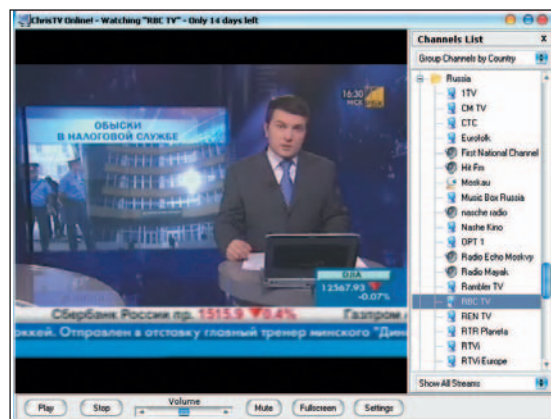 ChrisTV Online! - Watching "RBC TV" - Only 14 days left
Channels List
X
Group Channels by Country
Russia
1TV
CM TV
CTC
Eurofolk
First National Channel
Hit Fm
Moskau
Music Box Russia
nasche radio
Nashe Kino
OPT 1
Radio Echo Moskvy
Radio Mayak
Rambler TV
RBC TV
REN TV
RTR Planeta
RTVi
RTVi Europe
Show All Streams
16:30
МСК
ОБЫСКИ
В НАЛОГОВОЙ СЛУЖБЕ
DJIA
12567.93
-0.07%
Сбербанк России пр. 1515.9 0.4% Газпром
оккей. Отправлен в отставку главный тренер минского "Дин
Play
Stop
Volume
Mute
Fullscreen
Settings